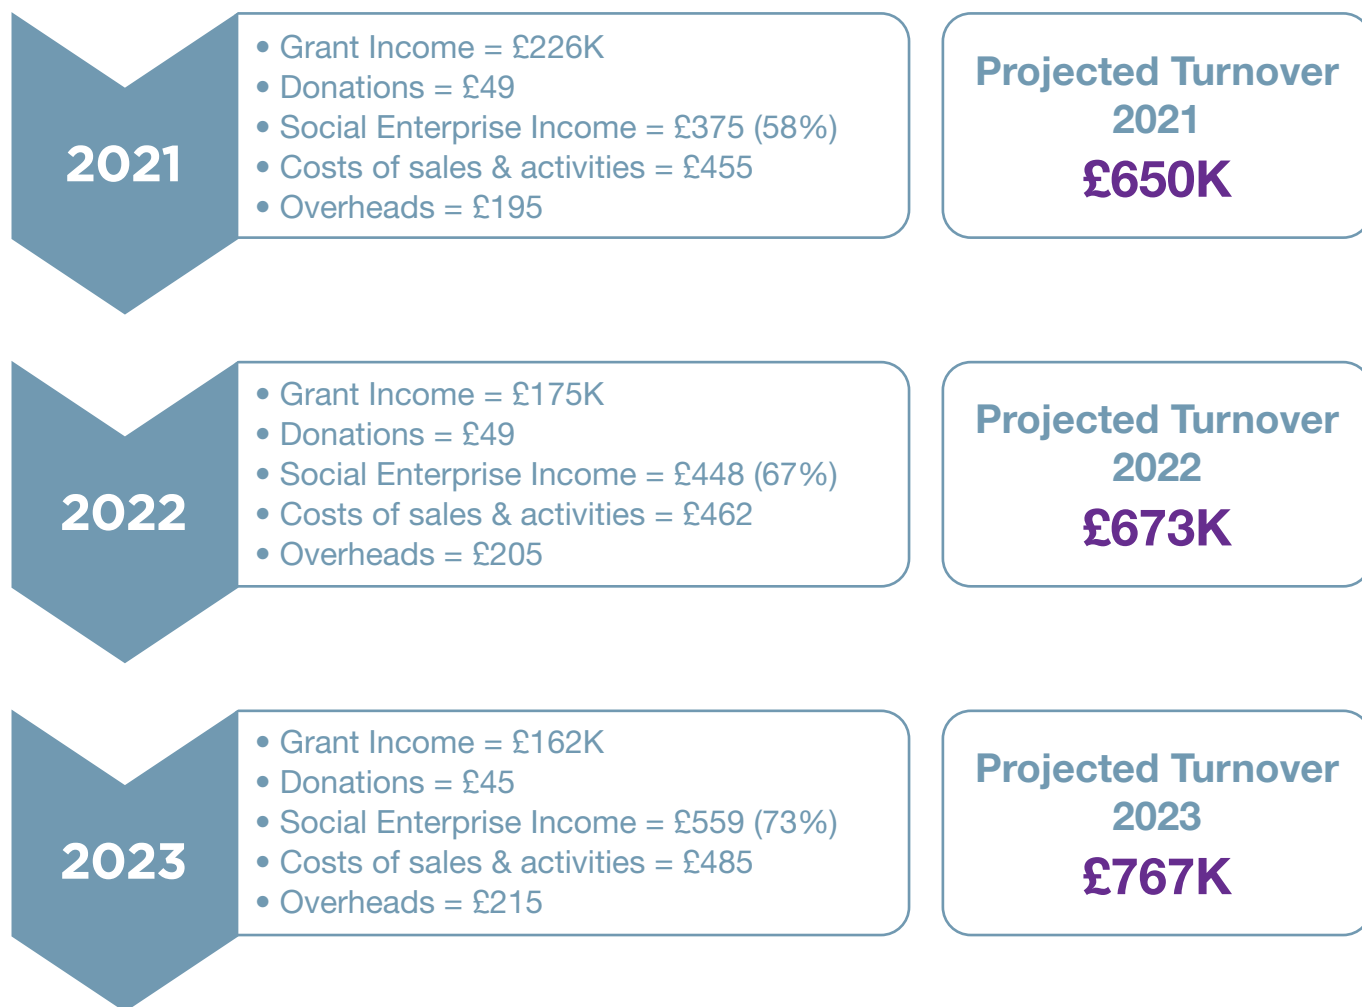 2021
• Grant Income = £226K
• Donations = £49
• Social Enterprise Income = £375 (58%)
• Costs of sales & activities = £455
• Overheads = £195
Projected Turnover
2021
£650K
2022
• Grant Income = £175K
• Donations = £49
• Social Enterprise Income = £448 (67%)
• Costs of sales & activities = £462
• Overheads = £205
Projected Turnover
2022
£673K
2023
• Grant Income = £162K
• Donations = £45
• Social Enterprise Income = £559 (73%)
• Costs of sales & activities = £485
• Overheads = £215
Projected Turnover
2023
£767K